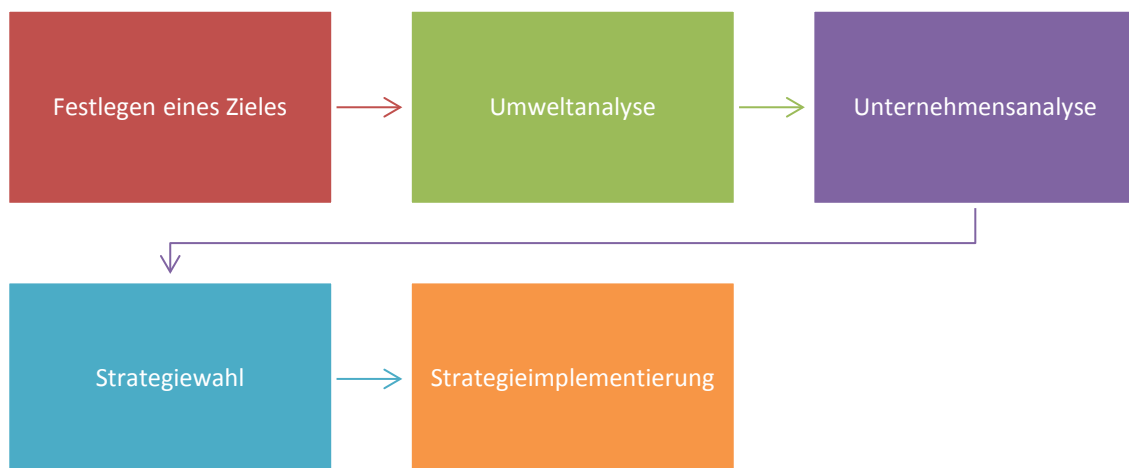 Festlegen eines Zieles
Umweltanalyse
Unternehmensanalyse
Strategiewahl
Strategieimplementierung